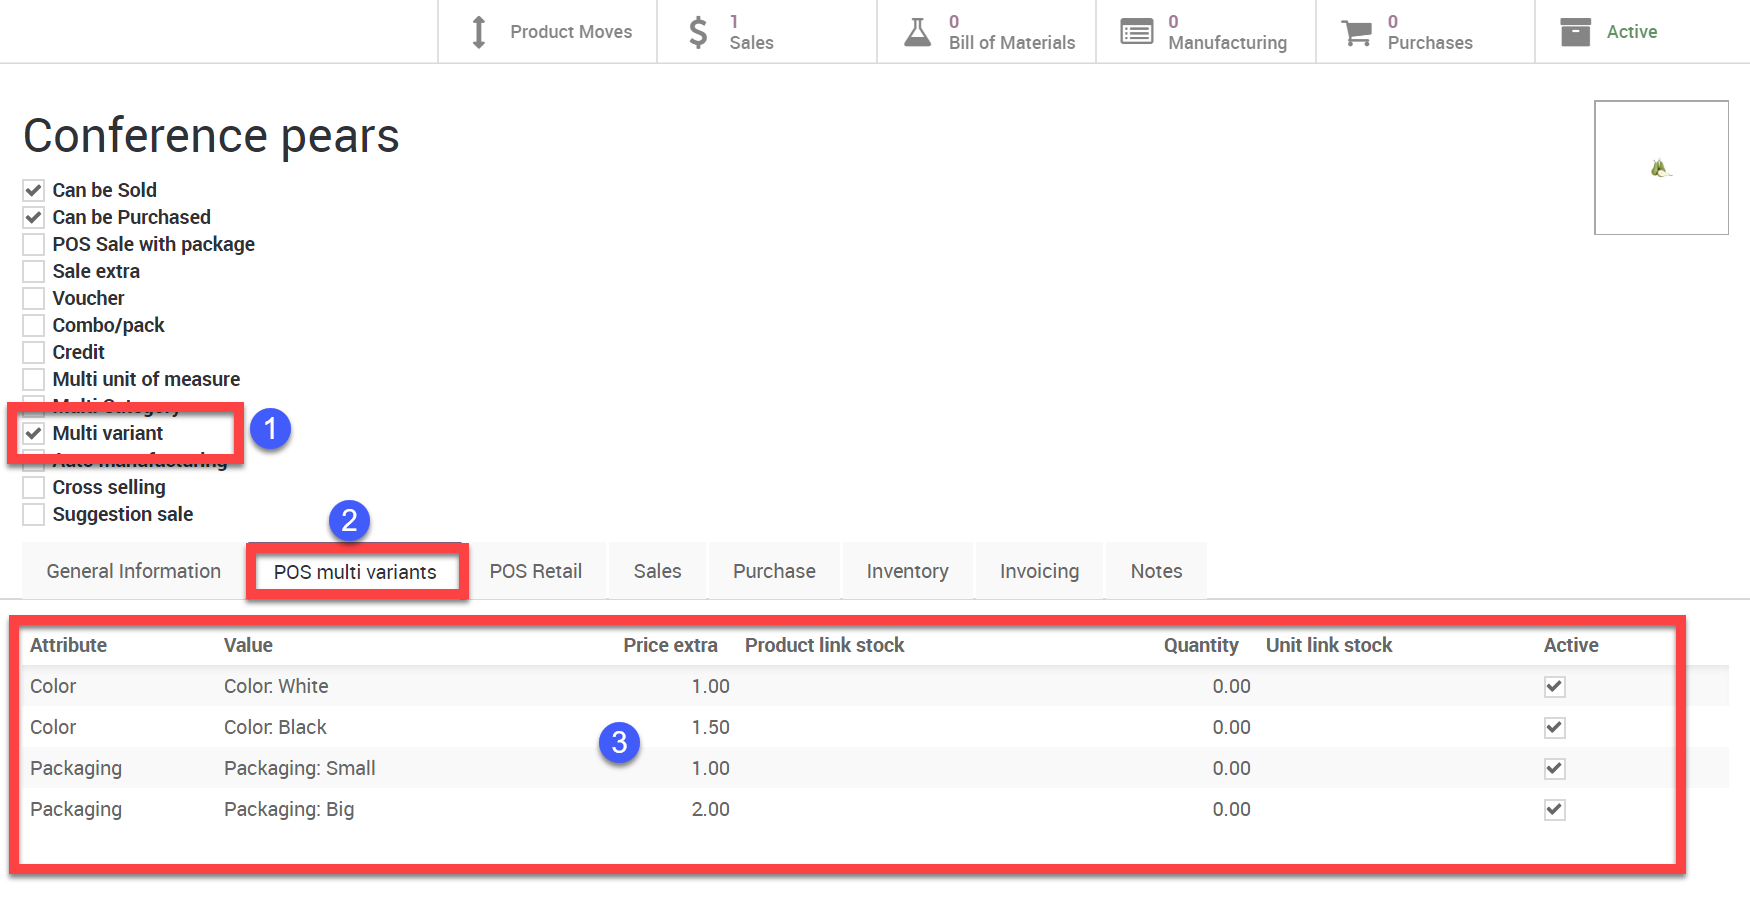 Product Moves
1
Sales
0
Bill of Materials
0
Manufacturing
0
Purchases
Active
Conference pears
Can be Sold
Can be Purchased
POS Sale with package
Sale extra
Voucher
Combo/pack
Credit
Multi unit of measure
Multi Category
Multi variant
1
Auto manufacturing
Cross selling
Suggestion sale
2
General Information POS multi variants POS Retail Sales Purchase Inventory Invoicing Notes
Attribute Value Price extra Product link stock Quantity Unit link stock Active
Color Color: White 1.00 0.00
Color Color: Black 1.50 0.00
3
Packaging Packaging: Small 1.00 0.00
Packaging Packaging: Big 2.00 0.00